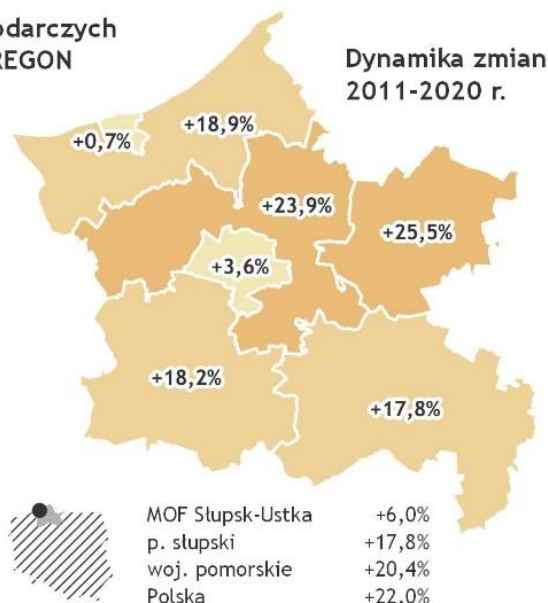 odarczych
REGON
Dynamika zmian
2011-2020 r.
+18,9%
+0,7%
+23,9%
+25,5%
+3,6%
+18,2%
+17,8%
MOF Słupsk-Ustka +6,0%
p. słupski +17,8%
woj. pomorskie +20,4%
Polska +22,0%